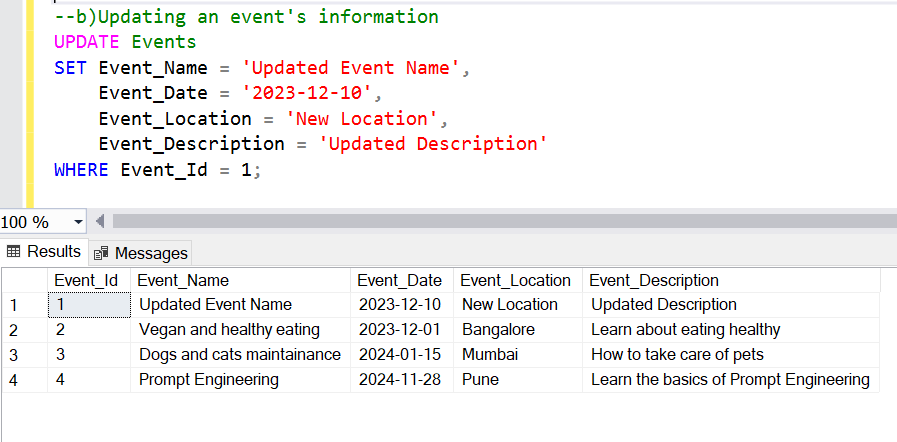 --b)Updating an event's information
UPDATE Events
SET Event_Name = 'Updated Event Name',
Event_Date = '2023-12-10',
Event_Location = 'New Location',
Event_Description = 'Updated Description'
WHERE Event_Id = 1;
100 %
Results Messages
Event_Id Event_Name Event_Date Event_Location Event_Description
1 1 Updated Event Name 2023-12-10 New Location Updated Description
2 2 Vegan and healthy eating 2023-12-01 Bangalore Learn about eating healthy
3 3 Dogs and cats maintainance 2024-01-15 Mumbai How to take care of pets
4 4 Prompt Engineering 2024-11-28 Pune Learn the basics of Prompt Engineering